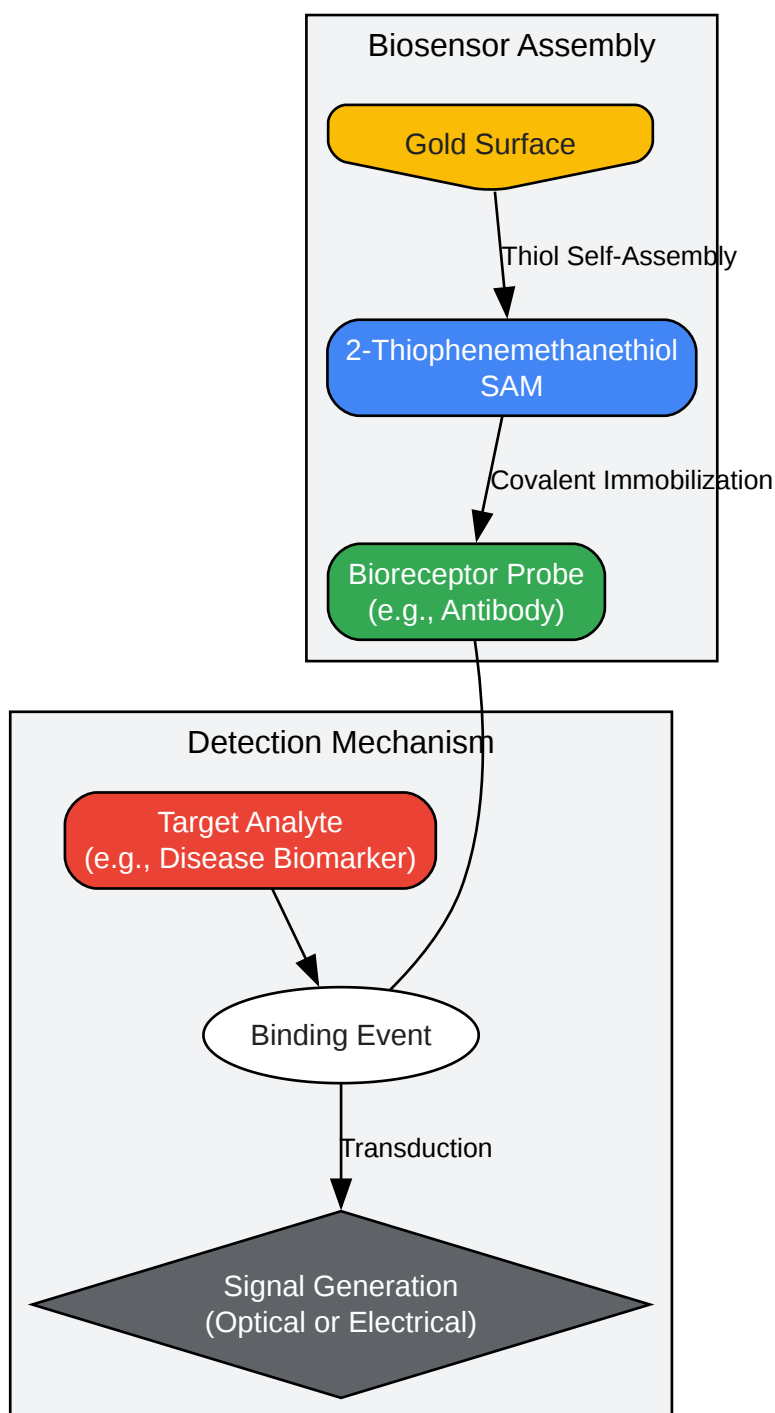 Biosensor Assembly
Gold Surface
Thiol Self-Assembly
2-Thiophenemethanethiol
SAM
Covalent Immobilization
Bioreceptor Probe
(e.g., Antibody)
Detection Mechanism
Target Analyte
(e.g., Disease Biomarker)
Binding Event
Transduction
Signal Generation
(Optical or Electrical)